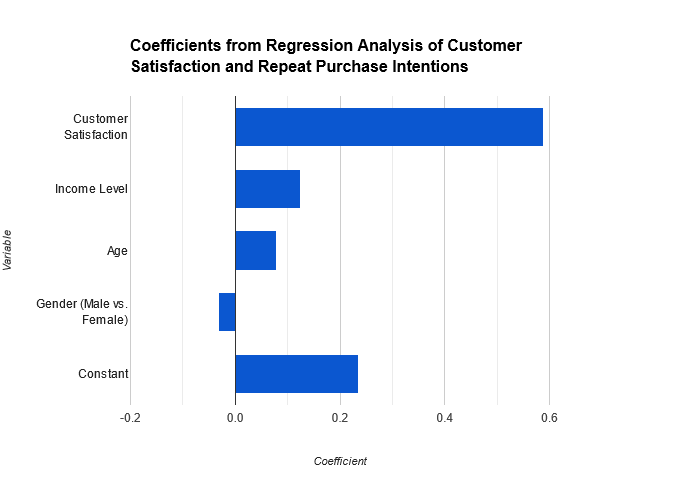 Coefficients from Regression Analysis of Customer
Satisfaction and Repeat Purchase Intentions
Customer
Satisfaction
Income Level
Age
Gender (Male vs.
Female)
Constant
Variable
-0.2 0.0 0.2 0.4 0.6
Coefficient